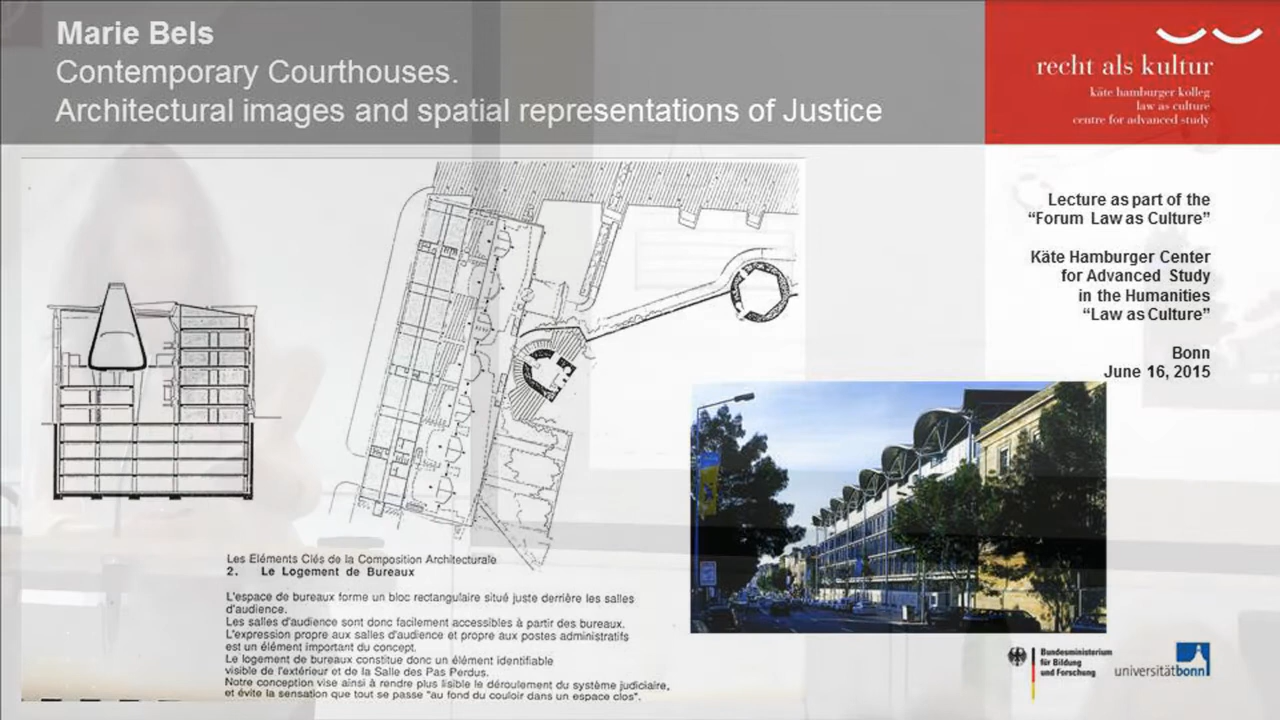 Marie Bels
Contemporary Courthouses.
Architectural images and spatial representations of Justice
recht als kultur
käte hamburger kolleg
law as culture
centre for advanced study
Lecture as part of the
“Forum Law as Culture”
Käte Hamburger Center
for Advanced Study
in the Humanities
“Law as Culture”
Bonn
June 16, 2015
Les Eléments Clés de la Composition Architecturale
2. Le Logement de Bureaux
L'espace de bureaux forme un bloc rectangulaire situé juste derrière les salles
d'audience.
Les salles d'audience sont donc facilement accessibles à partir des bureaux.
L'expression propre aux salles d'audience et propre aux postes administratifs
est un élément important du concept.
Le logement de bureaux constitue donc un élément identifiable
visible de l'extérieur et de la Salle des Pas Perdus.
Notre conception vise ainsi à rendre plus lisible le déroulement du système judiciaire,
et évite la sensation que tout se passe "au fond du couloir dans un espace clos".
Bundesministerium
für Bildung
und Forschung
universitätbonn